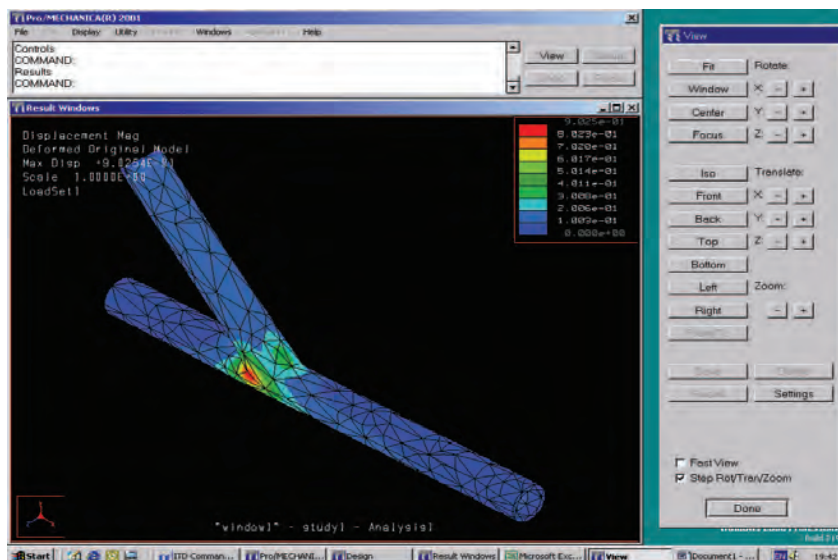 Pro/MECHANICA(R) 2001
File Display Utility Windows Help
Controls
COMMAND:
Results
COMMAND:
View
Result Windows
Displacement Mag
Deformed Original Model
Max Disp +9.0254E-01
Scale 1.0000E+00
LoadSet1
9.025e-01
8.023e-01
7.020e-01
6.017e-01
5.014e-01
4.011e-01
3.008e-01
2.006e-01
1.003e-01
0.000e+00
"window1" - study1 - Analysis1
View
Fit Rotate:
Window X: - +
Center Y: - +
Focus Z: - +
Iso Translate:
Front X: - +
Back Y: - +
Top Z: - +
Bottom
Left Zoom:
Right - +
Settings
Fast View
Step Rot/Tran/Zoom
Done
Start ITD Comman... Pro/MECHANI... Design Result Windows Microsoft Exc... View Document1 - ... EN